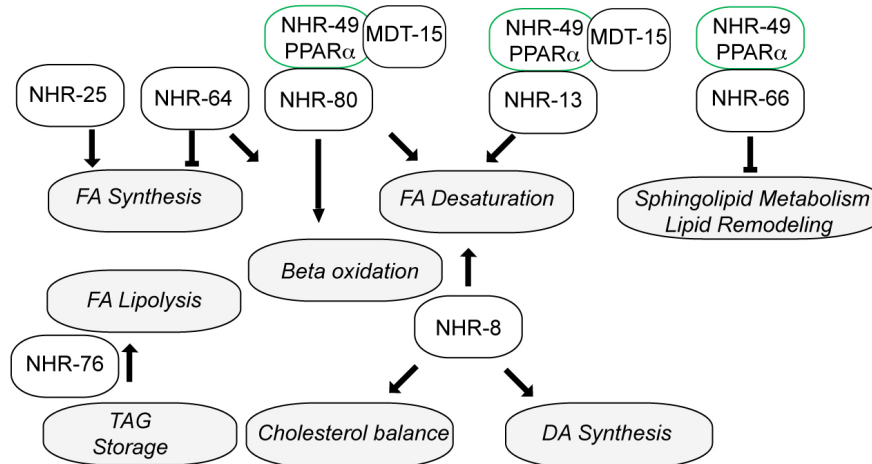 NHR-49
PPARα
MDT-15
NHR-49
PPARα
MDT-15
NHR-49
PPARα
NHR-25
NHR-64
NHR-80
NHR-13
NHR-66
FA Synthesis
FA Desaturation
Sphingolipid Metabolism
Lipid Remodeling
Beta oxidation
FA Lipolysis
NHR-8
NHR-76
TAG
Storage
Cholesterol balance
DA Synthesis